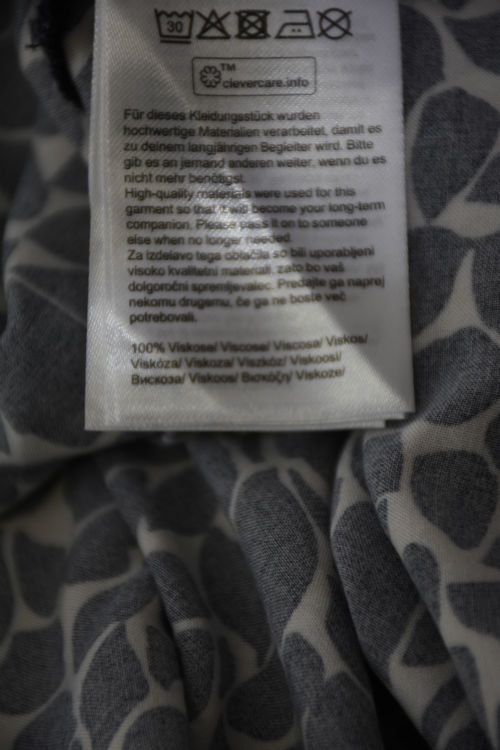 30
TM
clevercare.info
Für dieses Kleidungsstück wurden
hochwertige Materialien verarbeitet, damit es
zu deinem langjährigen Begleiter wird. Bitte
gib es an jemand anderen weiter, wenn du es
nicht mehr benötigst.
High-quality materials were used for this
garment so that it will become your long-term
companion. Please pass it on to someone
else when no longer needed.
Za izdelavo tega oblačila so bili uporabljeni
visoko kvalitetni materiali, zato bo vaš
dolgoročni spremljevalec. Predajte ga naprej
nekomu drugemu, če ga ne boste več
potrebovali.
100% Viskose/ Viscose/ Viscosa/ Viskos/
Viskóza/ Viskoza/ Viszkóz/ Viskoosi/
Вискоза/ Viskoos/ Βισκόζη/ Viskoze/